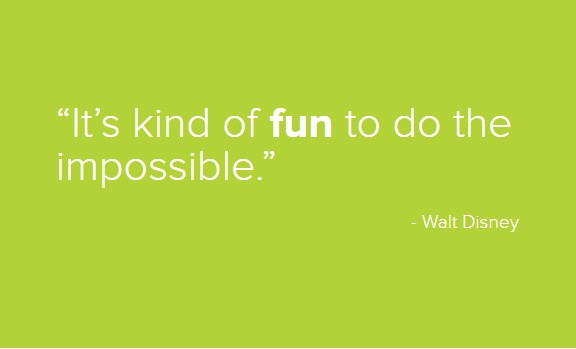 “It’s kind of fun to do the
impossible.”
- Walt Disney